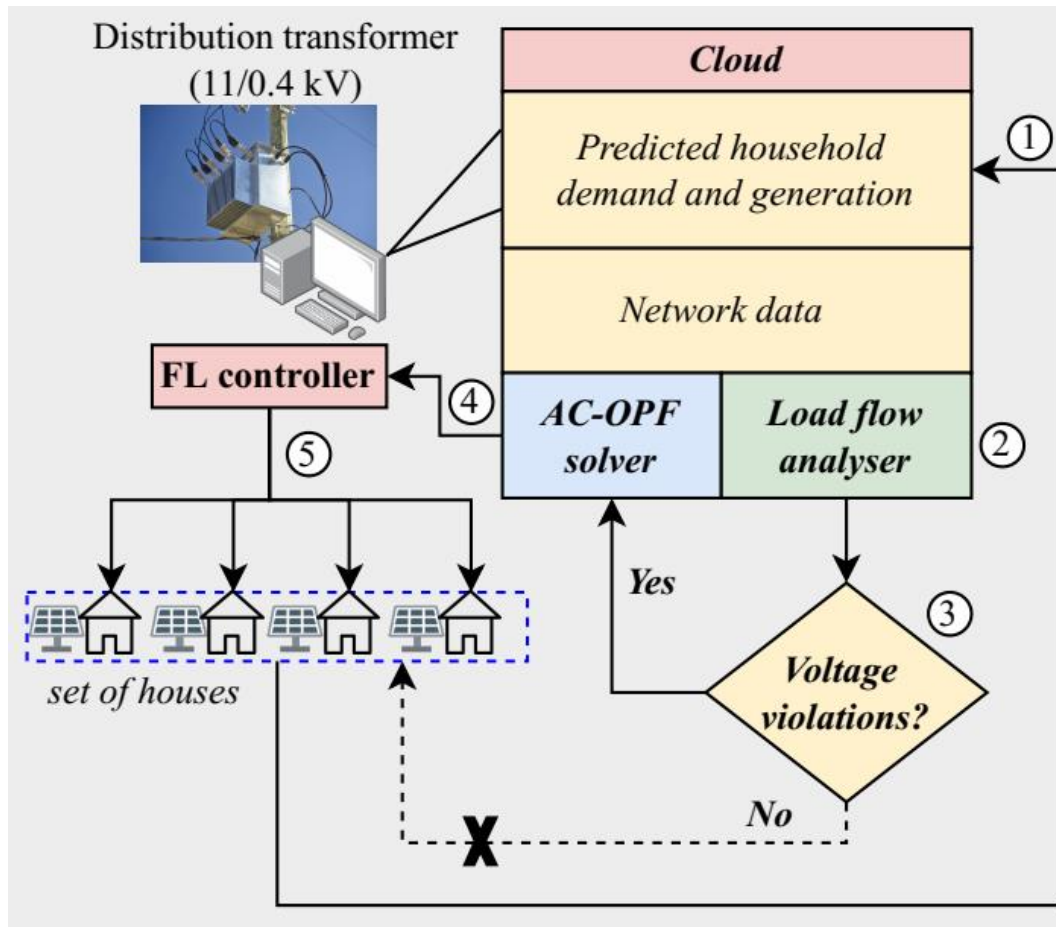 Distribution transformer
(11/0.4 kV)
Cloud
Predicted household
demand and generation
1
Network data
FL controller
4
AC-OPF
solver
Load flow
analyser
2
5
Yes
3
Voltage
violations?
set of houses
No
X